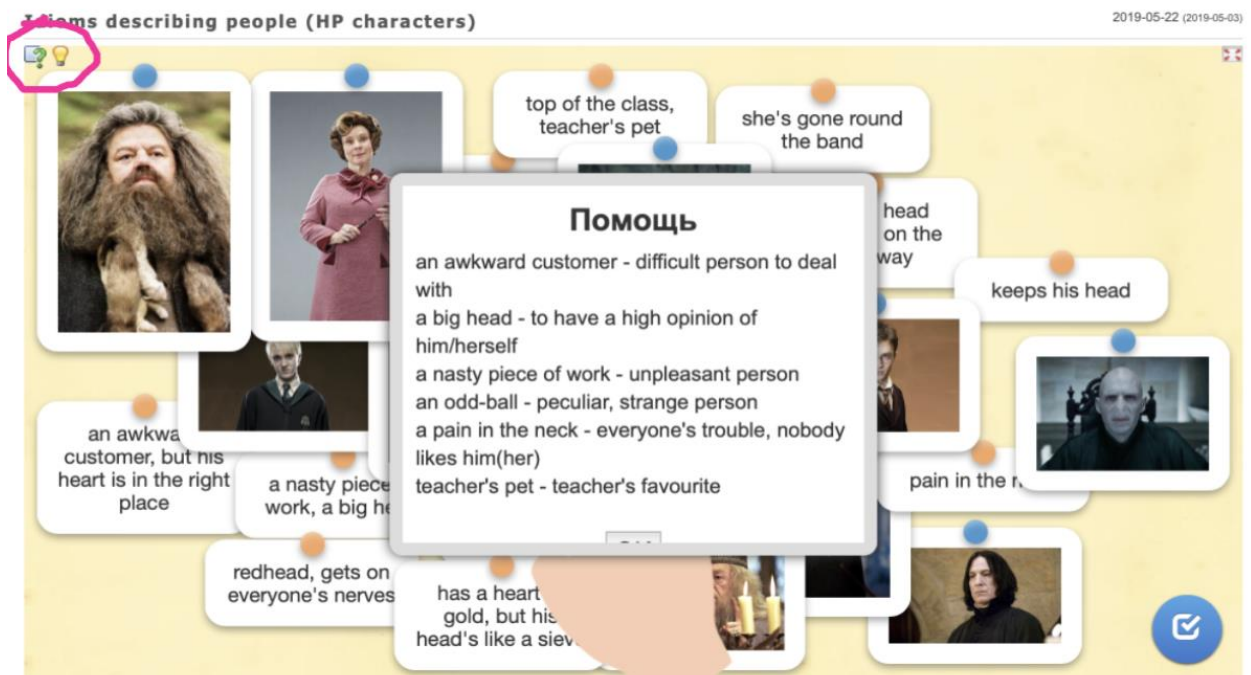 Idioms describing people (HP characters)
2019-05-22 (2019-05-03)
top of the class,
teacher's pet
she's gone round
the band
head
on the
way
keeps his head
Помощь
an awkward customer - difficult person to deal
with
a big head - to have a high opinion of
him/herself
a nasty piece of work - unpleasant person
an odd-ball - peculiar, strange person
a pain in the neck - everyone's trouble, nobody
likes him(her)
teacher's pet - teacher's favourite
an
customer, but his
heart is in the right
place
a nasty piece
work, a big
pain in the
redhead, gets on
everyone's nerves
has a heart
gold, but his
head's like a